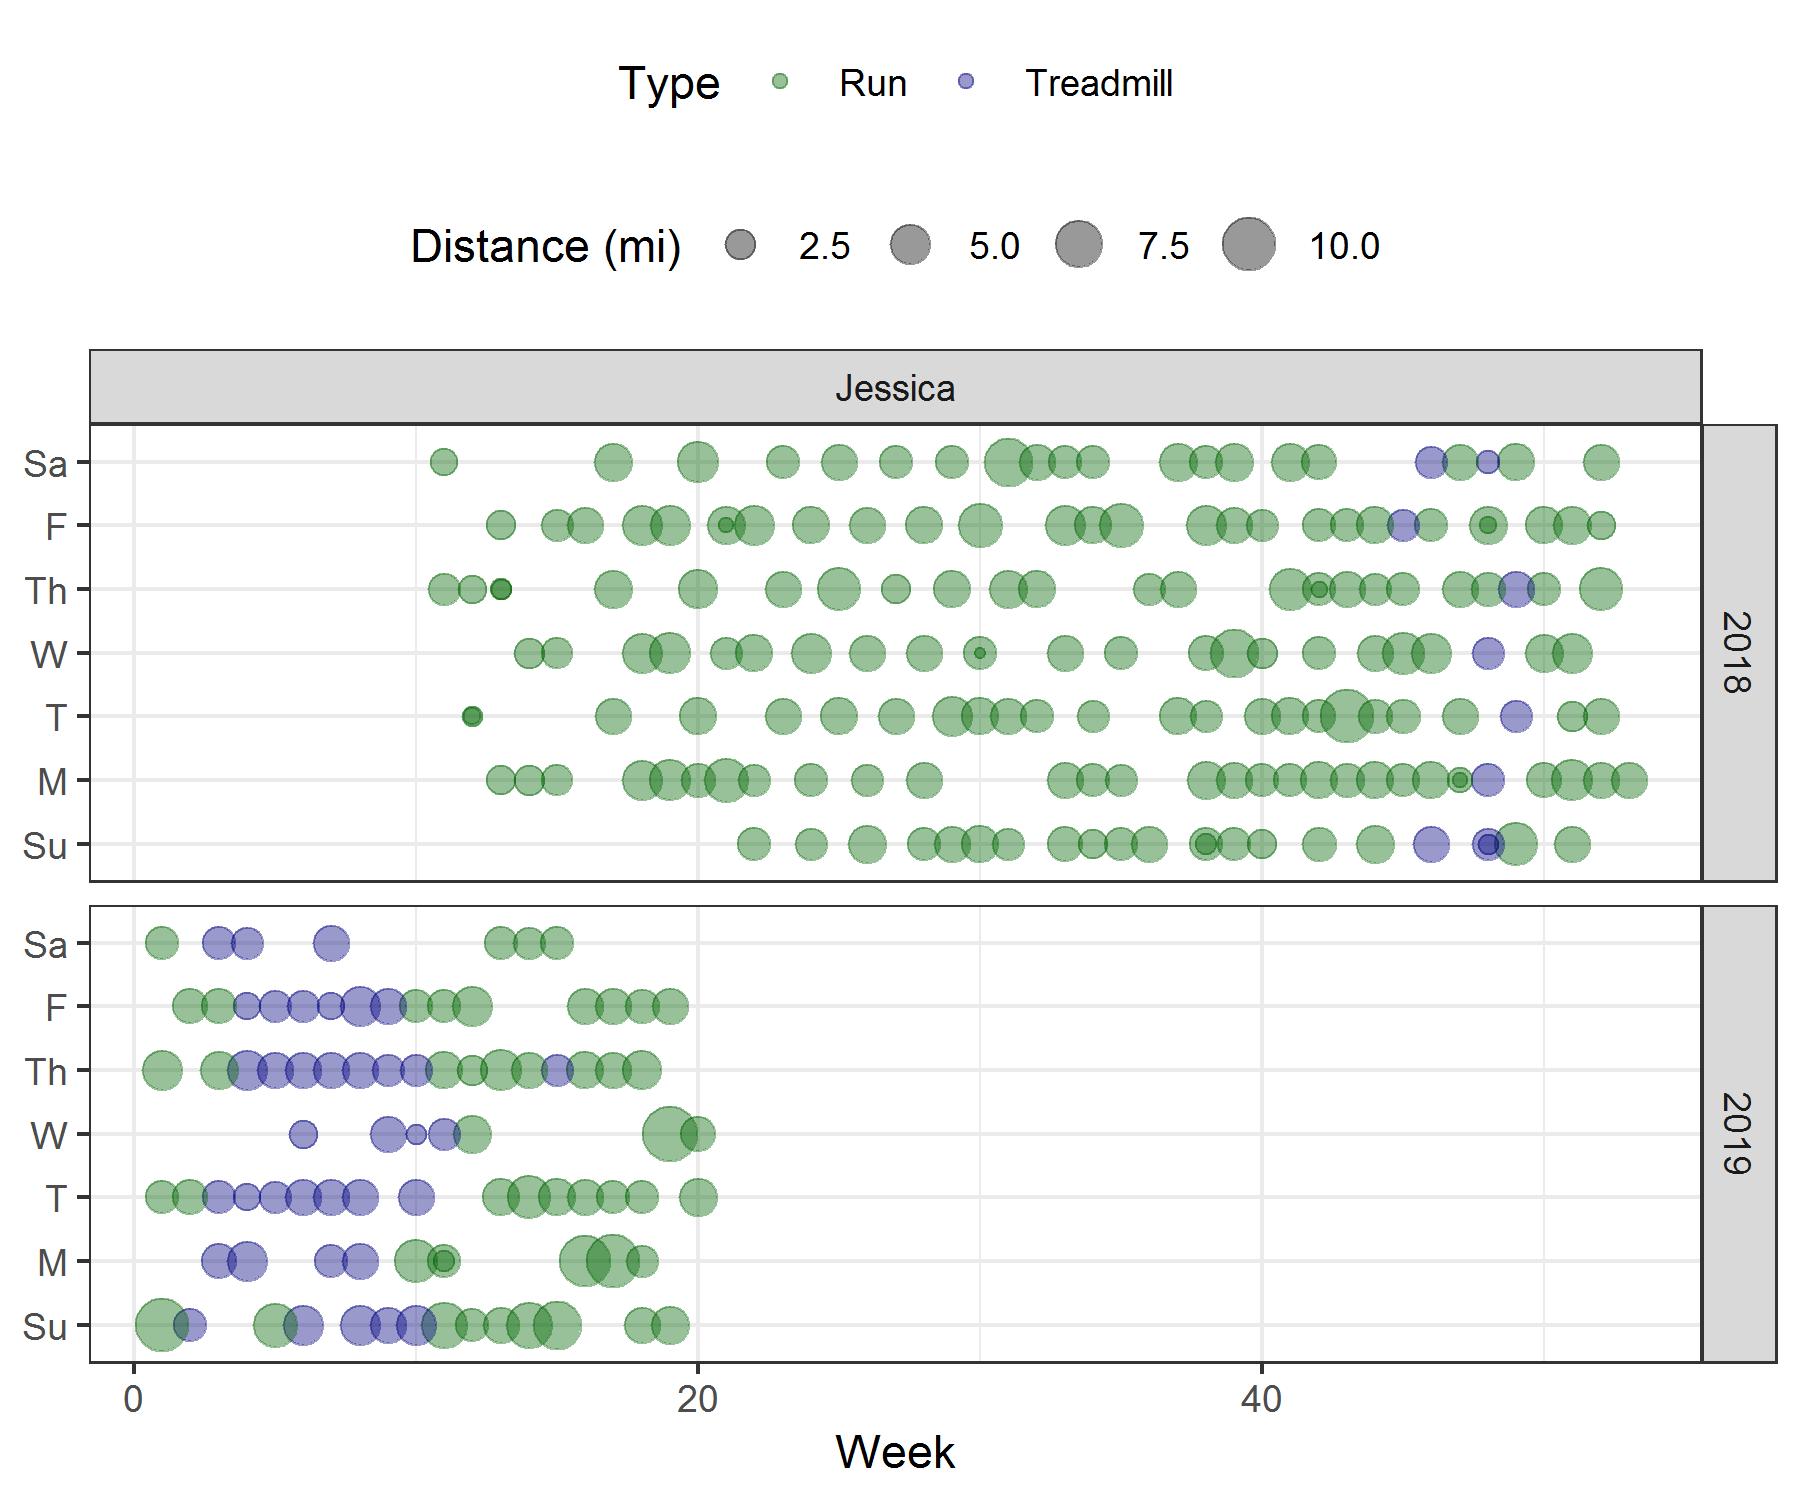 Type Run Treadmill
Distance (mi) 2.5 5.0 7.5 10.0
Jessica
Sa
F
Th
W
T
M
Su
2018
Sa
F
Th
W
T
M
Su
2019
0 20 40
Week